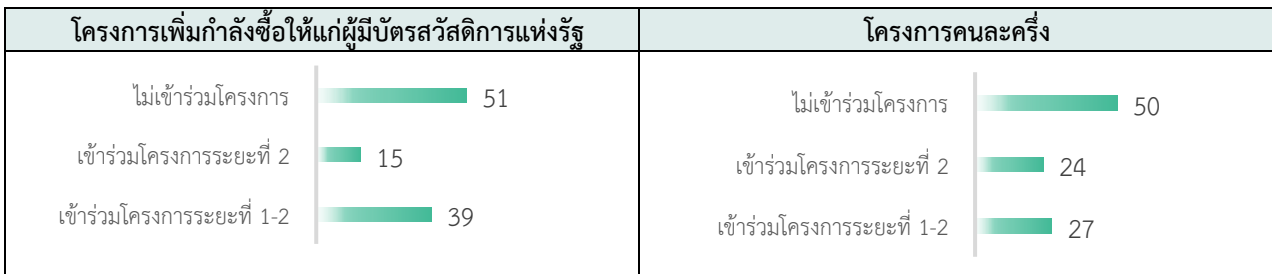 โครงการเพิ่มกำลังซื้อให้แก่ผู้มีบัตรสวัสดิการแห่งรัฐ
ไม่เข้าร่วมโครงการ 51
เข้าร่วมโครงการระยะที่ 2 15
เข้าร่วมโครงการระยะที่ 1-2 39
โครงการคนละครึ่ง
ไม่เข้าร่วมโครงการ 50
เข้าร่วมโครงการระยะที่ 2 24
เข้าร่วมโครงการระยะที่ 1-2 27